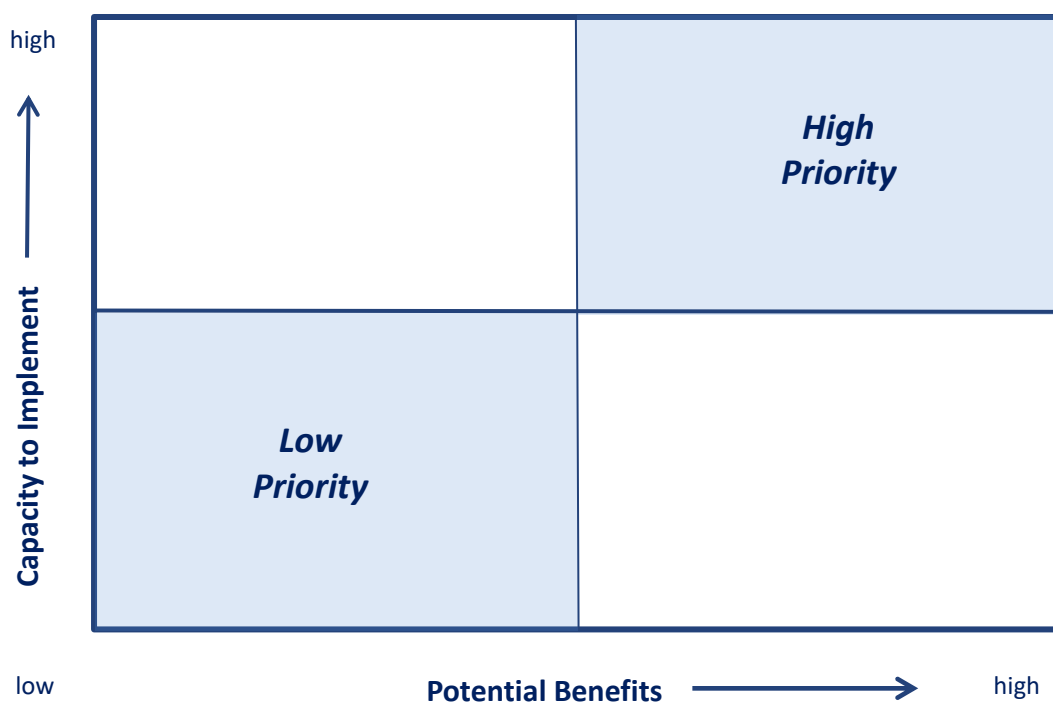 high
High
Priority
Capacity to Implement
Low
Priority
low
Potential Benefits
high